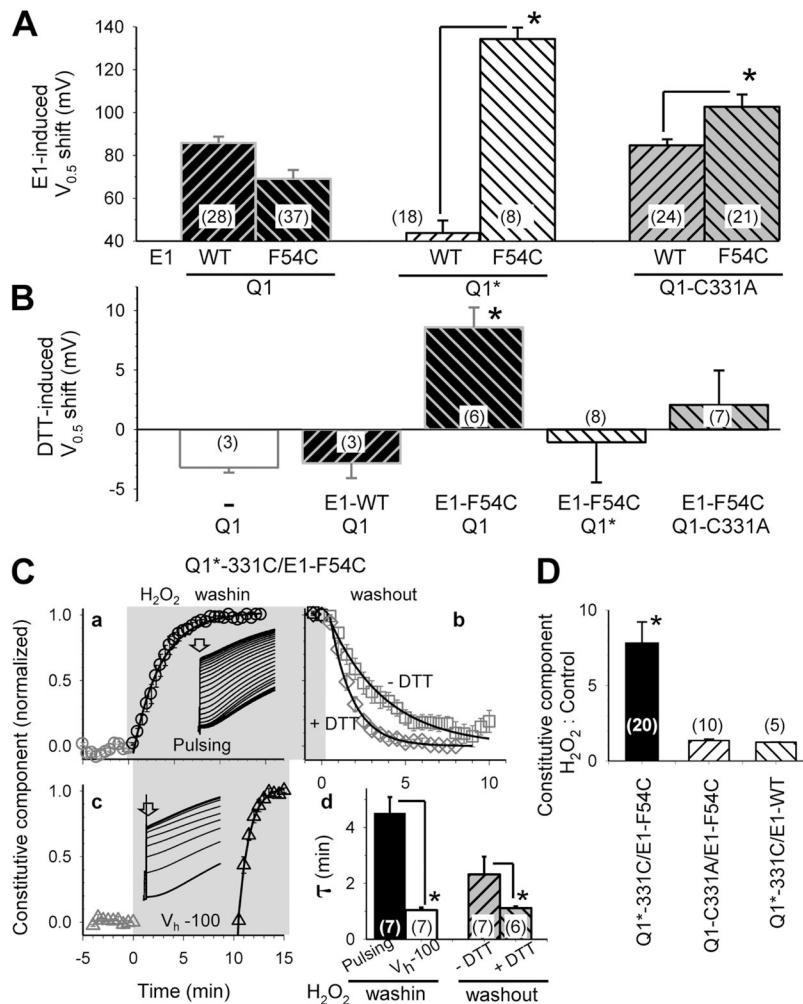 A
E1-induced
V0.5 shift (mV)
140
120
100
80
60
40
(28)
(37)
(18)
(8)
(24)
(21)
*
*
E1
WT
F54C
WT
F54C
WT
F54C
Q1
Q1*
Q1-C331A
B
DTT-induced
V0.5 shift (mV)
10
5
0
-5
(3)
(3)
(6)
(8)
(7)
*
–
Q1
E1-WT
Q1
E1-F54C
Q1
E1-F54C
Q1*
E1-F54C
Q1-C331A
C
Q1*-331C/E1-F54C
H2O2 washin
washout
Constitutive component (normalized)
a
1.0
0.5
0.0
Pulsing
b
- DTT
+ DTT
0
5
10
c
1.0
0.5
0.0
Vh -100
-5
0
5
10
15
Time (min)
d
τ (min)
4
2
0
(7)
(7)
(7)
(6)
*
*
Pulsing
Vh-100
- DTT
+ DTT
H2O2
washin
washout
D
Constitutive component
H2O2 : Control
10
5
0
*
(20)
(10)
(5)
Q1*-331C/E1-F54C
Q1-C331A/E1-F54C
Q1*-331C/E1-WT